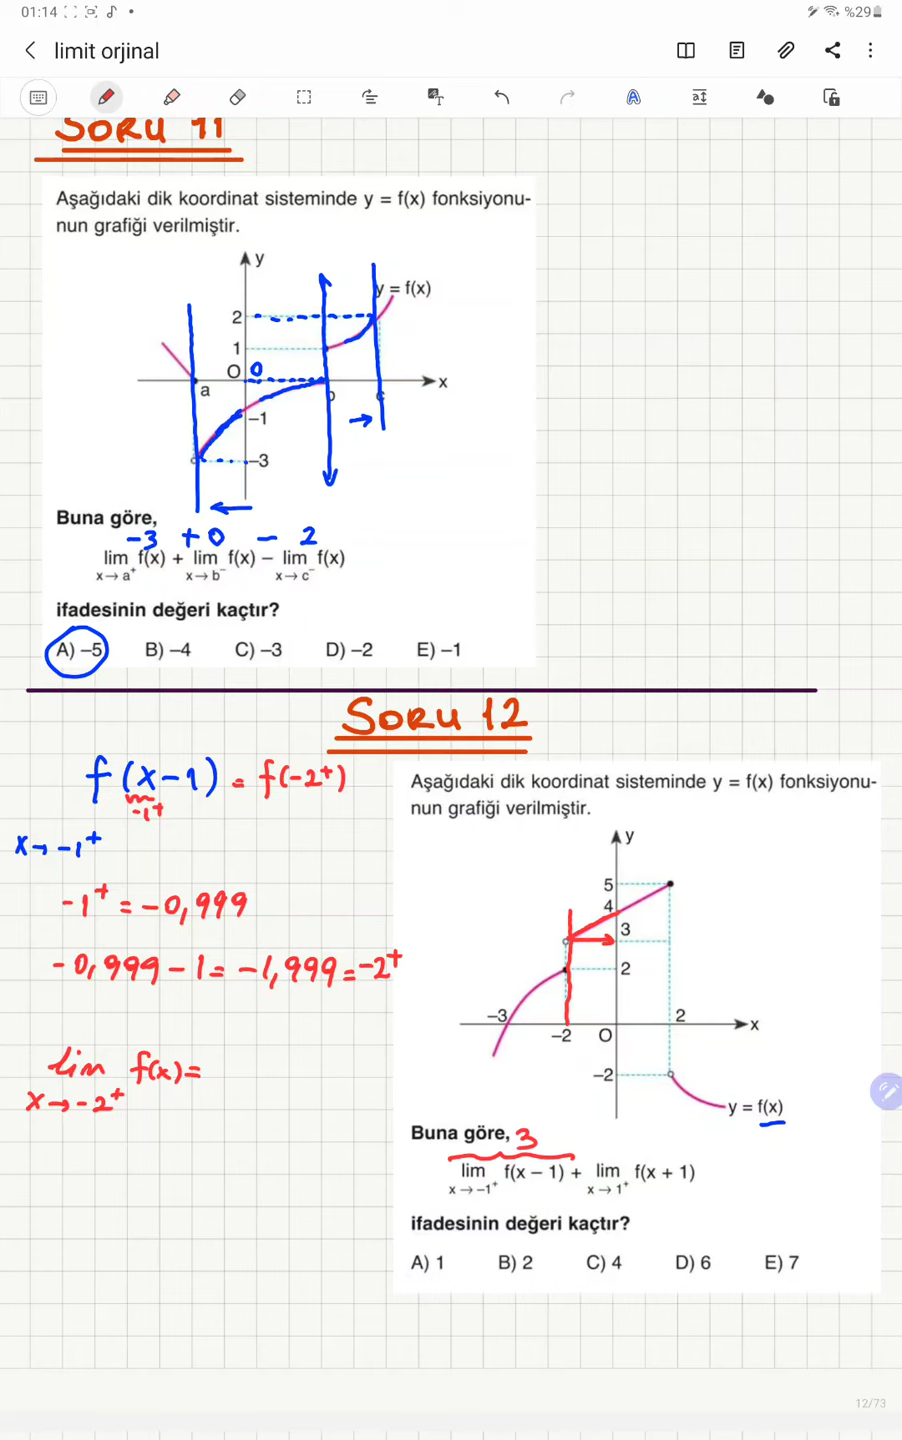 01:14
%29
limit orjinal
SORU 11
Aşağıdaki dik koordinat sisteminde y = f(x) fonksiyonu-
nun grafiği verilmiştir.
y
y = f(x)
2
1
O 0
x
a b c
-1
-3
Buna göre,
-3 + 0 - 2
lim f(x) + lim f(x) – lim f(x)
x→a⁺ x→b⁻ x→c⁻
ifadesinin değeri kaçtır?
A) –5 B) –4 C) –3 D) –2 E) –1
SORU 12
f(x-1) = f(-2⁺)
-1⁺
x→-1⁺
-1⁺ = -0,999
-0,999-1 = -1,999 = -2⁺
lim f(x) =
x→-2⁺
Aşağıdaki dik koordinat sisteminde y = f(x) fonksiyonu-
nun grafiği verilmiştir.
y
5
4
3
2
–3 2
–2 O x
–2
y = f(x)
Buna göre, 3
lim f(x – 1) + lim f(x + 1)
x→–1⁺ x→1⁺
ifadesinin değeri kaçtır?
A) 1 B) 2 C) 4 D) 6 E) 7
12/73